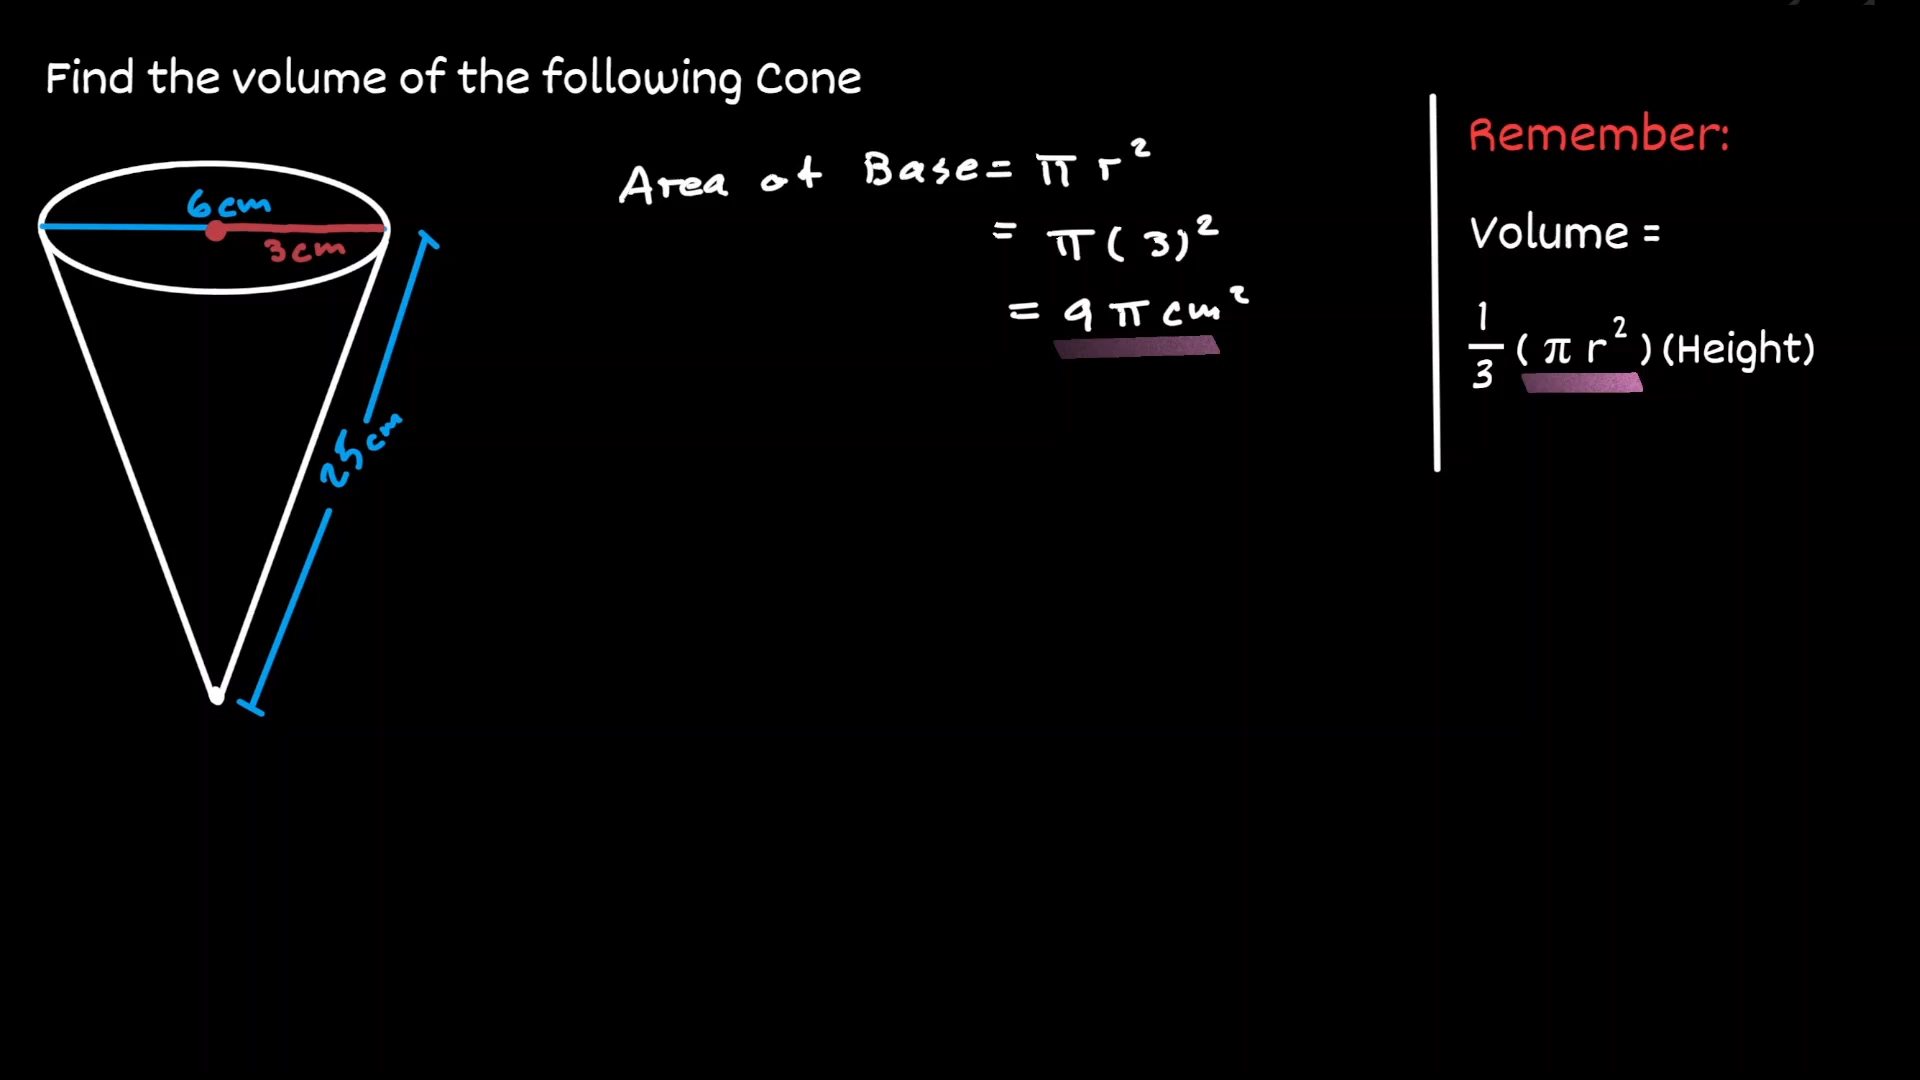 Find the volume of the following Cone
6cm
3cm
25cm
Area of Base = π r²
= π ( 3)²
= 9 π cm²
Remember:
Volume =
1/3 ( π r² ) (Height)